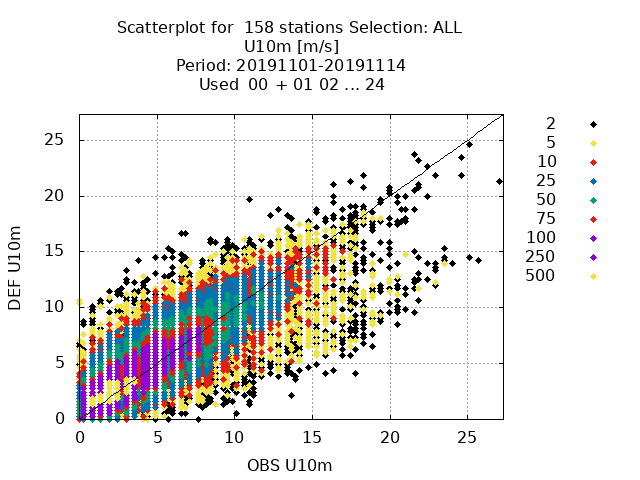 Scatterplot for 158 stations Selection: ALL
U10m [m/s]
Period: 20191101-20191114
Used 00 + 01 02 ... 24
DEF U10m
25
20
15
10
5
0
0 5 10 15 20 25
OBS U10m
2
5
10
25
50
75
100
250
500